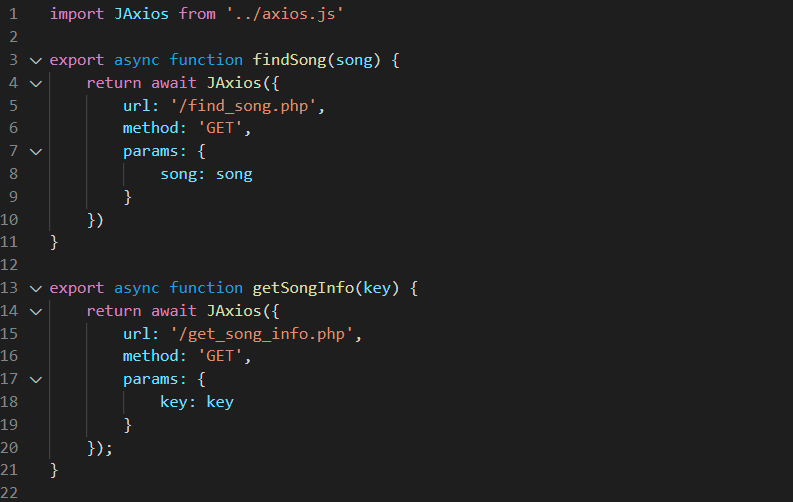 1 import JAxios from '../axios.js'
2
3 export async function findSong(song) {
4     return await JAxios({
5         url: '/find_song.php',
6         method: 'GET',
7         params: {
8             song: song
9         }
10     })
11 }
12
13 export async function getSongInfo(key) {
14     return await JAxios({
15         url: '/get_song_info.php',
16         method: 'GET',
17         params: {
18             key: key
19         }
20     });
21 }
22